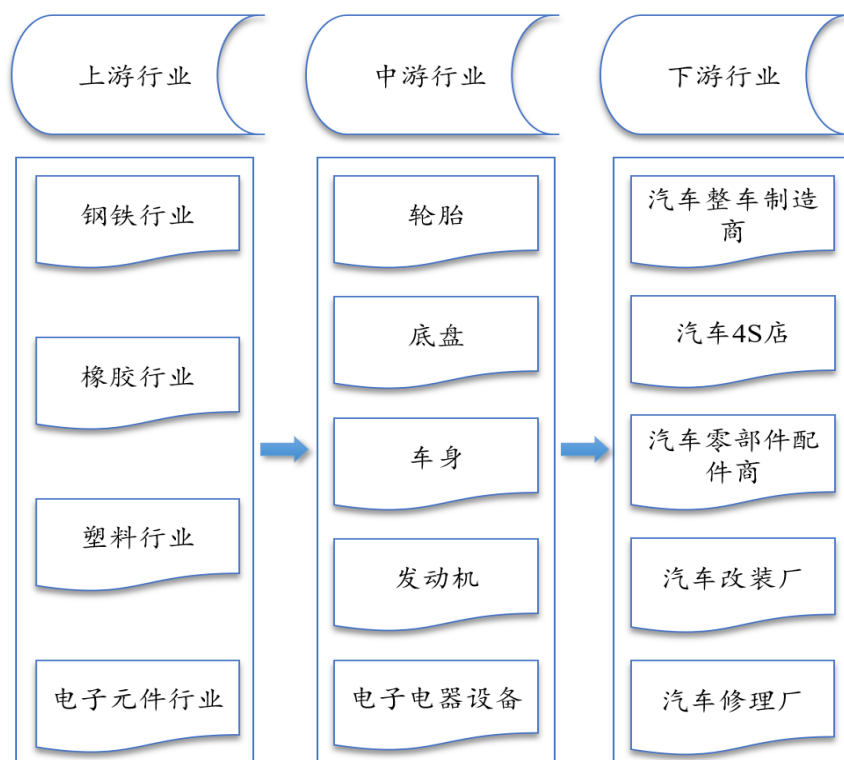 上游行业
中游行业
下游行业
钢铁行业
橡胶行业
塑料行业
电子元件行业
轮胎
底盘
车身
发动机
电子电器设备
汽车整车制造
商
汽车4S店
汽车零部件配
件商
汽车改装厂
汽车修理厂